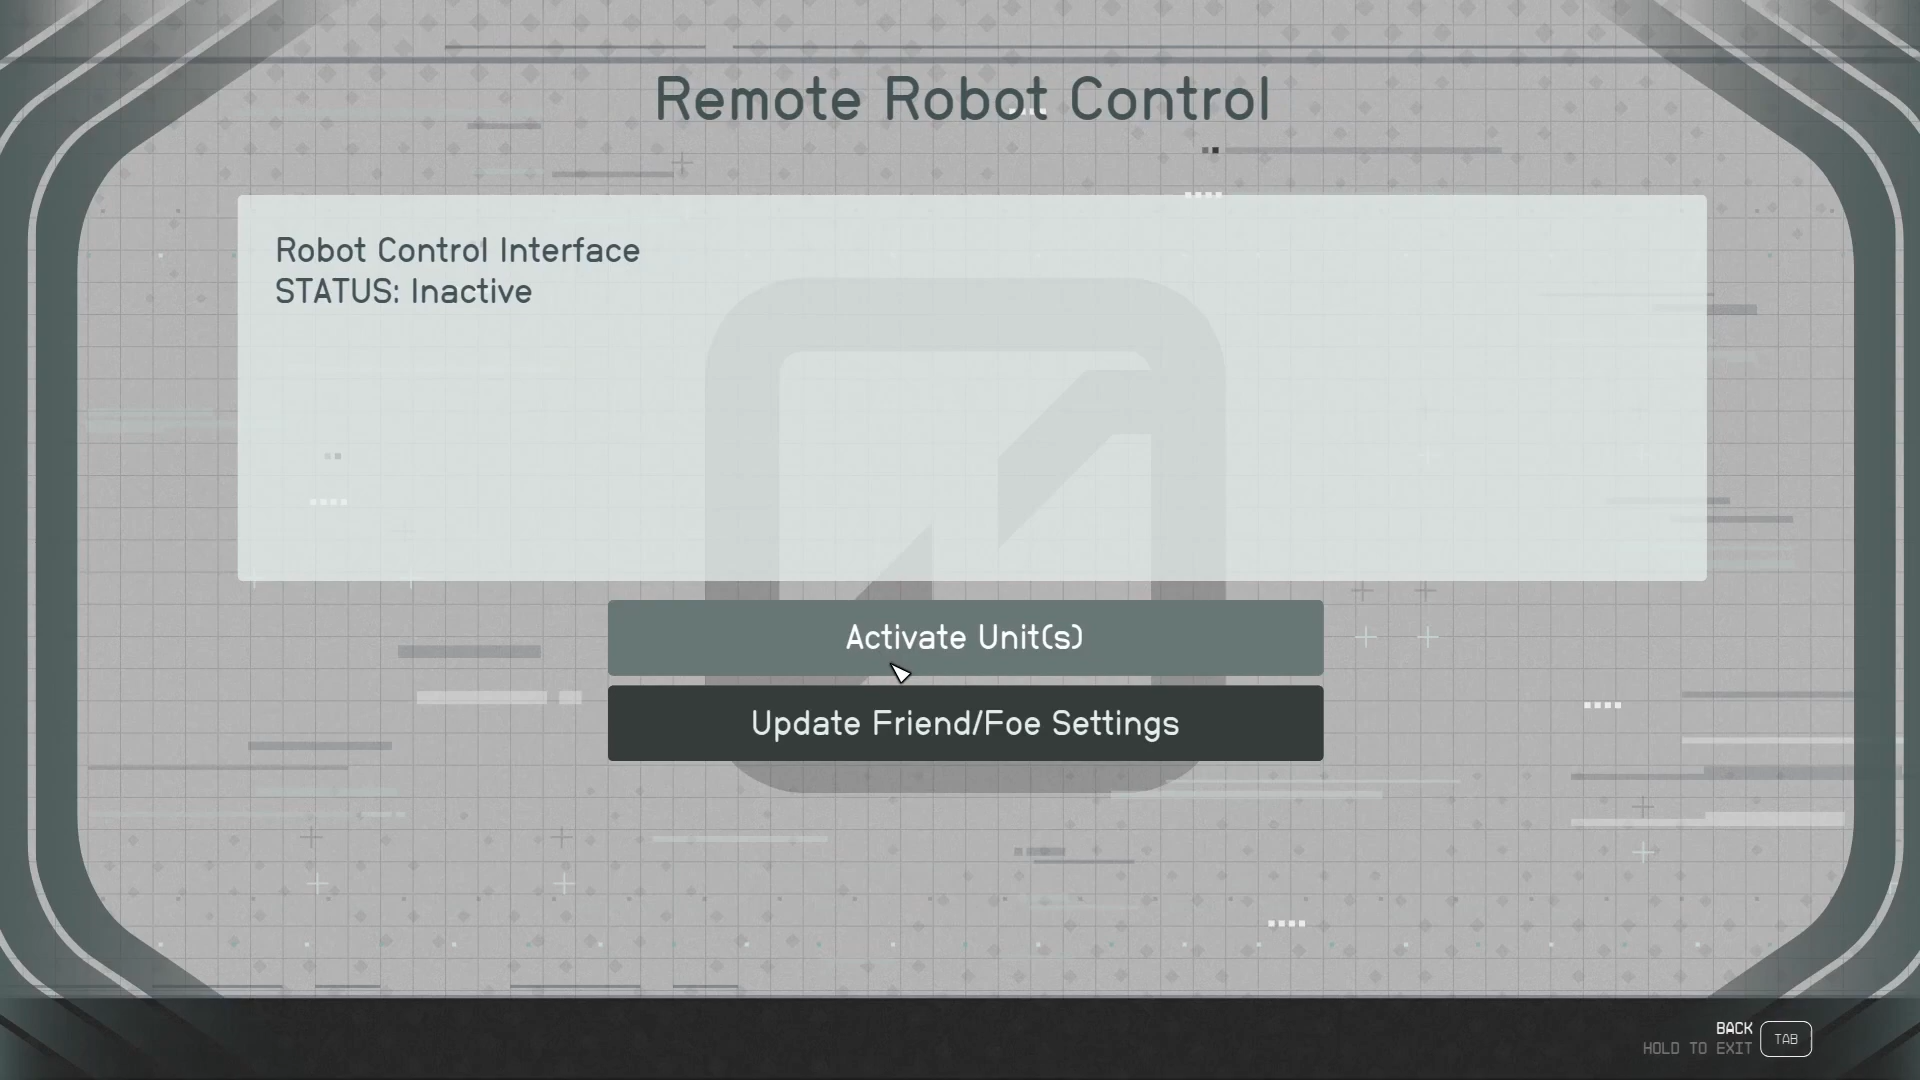 Remote Robot Control
Robot Control Interface
STATUS: Inactive
Activate Unit(s)
Update Friend/Foe Settings
BACK
HOLD TO EXIT
TAB